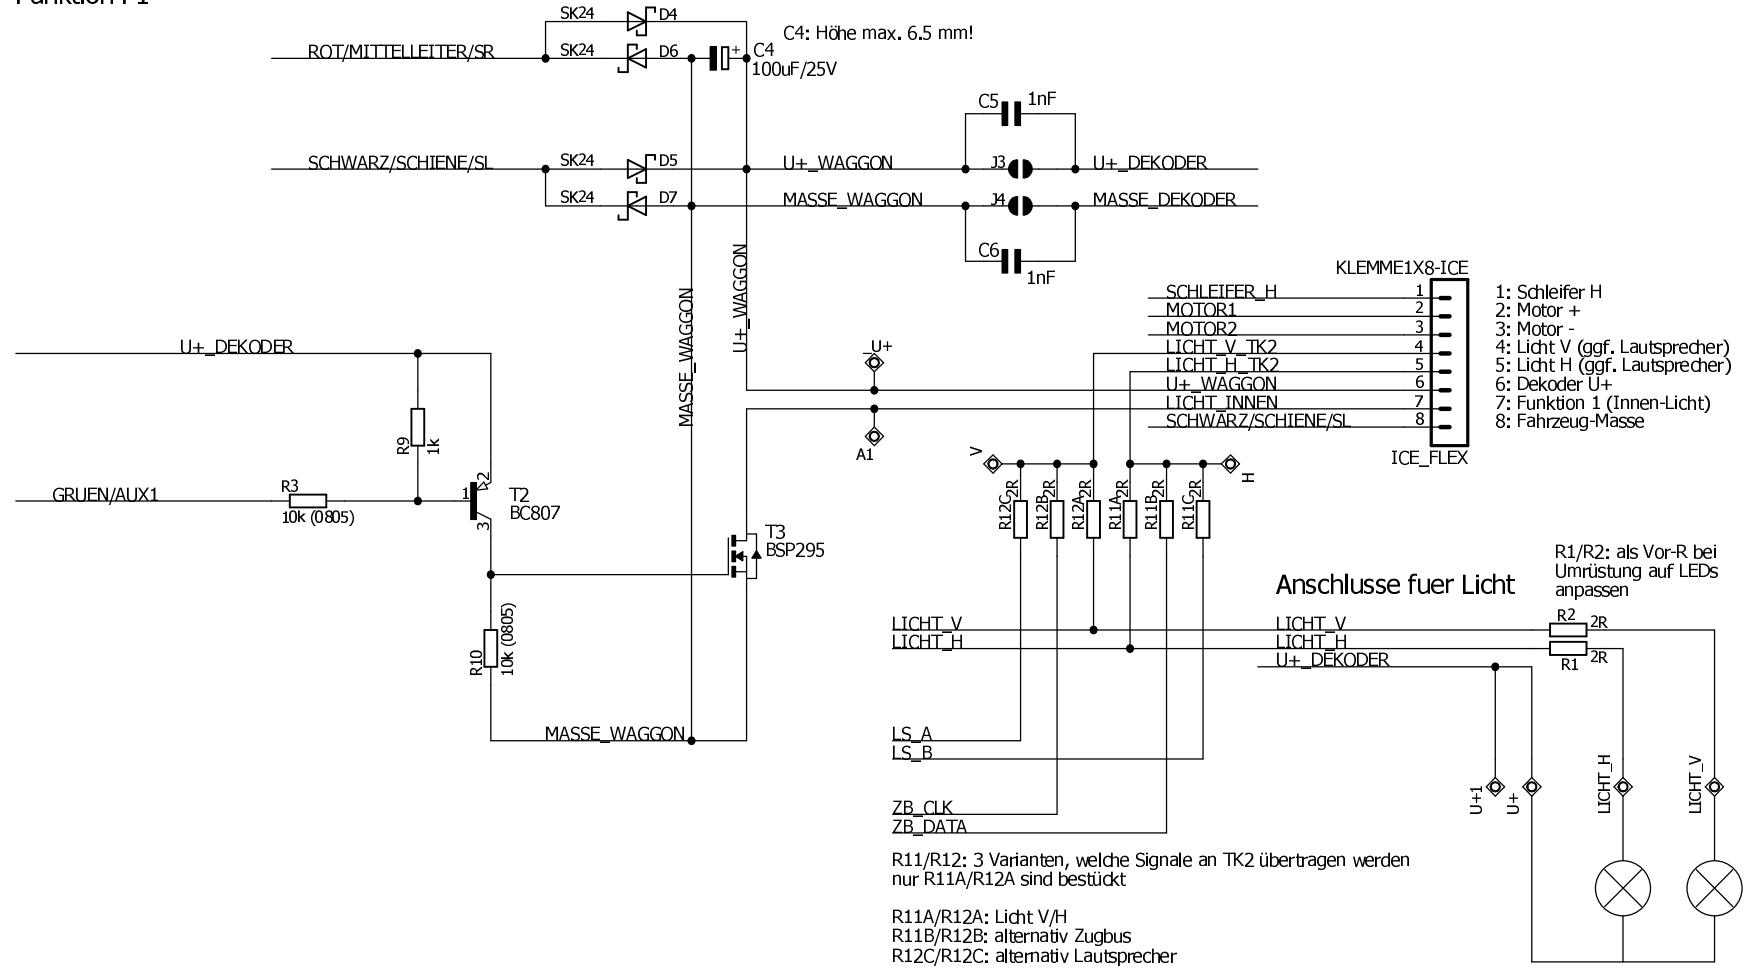 SK24
D4
C4: Höhe max. 6.5 mm!
ROT/MITTELLEITER/SR
SK24
D6
+
C4
100uF/25V
C5
1nF
SCHWARZ/SCHIENE/SL
SK24
D5
U+_WAGGON
J3
U+_DEKODER
SK24
D7
MASSE_WAGGON
J4
MASSE_DEKODER
C6
1nF
U+_WAGGON
MASSE_WAGGON
KLEMME1X8-ICE
SCHLEIFER_H
1
1: Schleifer H
MOTOR1
2
2: Motor +
MOTOR2
3
3: Motor -
LICHT_V_TK2
4
4: Licht V (ggf. Lautsprecher)
LICHT_H_TK2
5
5: Licht H (ggf. Lautsprecher)
U+_WAGGON
6
6: Dekoder U+
LICHT_INNEN
7
7: Funktion 1 (Innen-Licht)
SCHWARZ/SCHIENE/SL
8
8: Fahrzeug-Masse
ICE_FLEX
U+_DEKODER
_U+
A1
R9
1k
GRUEN/AUX1
R3
10k (0805)
1
2
3
T2
BC807
V
H
R12C
2R
R12B
2R
R12A
2R
R11A
2R
R11B
2R
R11C
2R
T3
BSP295
R10
10k (0805)
MASSE_WAGGON
R1/R2: als Vor-R bei
Umrüstung auf LEDs
anpassen
Anschlusse fuer Licht
LICHT_V
LICHT_H
LICHT_V
LICHT_H
U+_DEKODER
R2
2R
R1
2R
LS_A
LS_B
U+1
U+
LICHT_H
LICHT_V
ZB_CLK
ZB_DATA
R11/R12: 3 Varianten, welche Signale an TK2 übertragen werden
nur R11A/R12A sind bestückt
R11A/R12A: Licht V/H
R11B/R12B: alternativ Zugbus
R12C/R12C: alternativ Lautsprecher